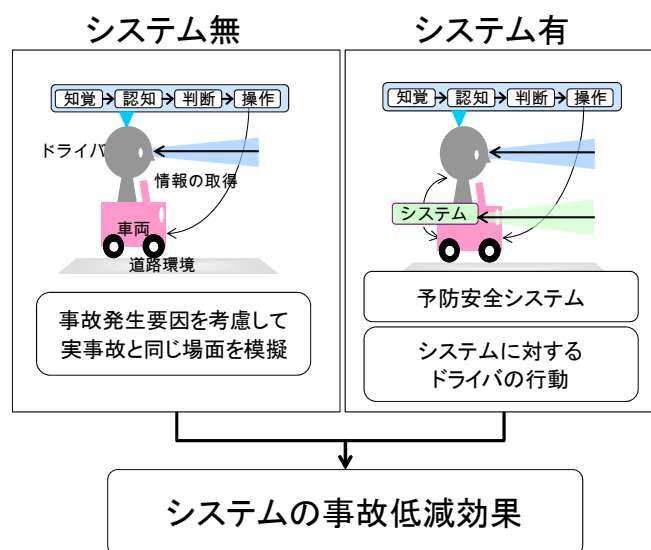 システム無
知覚 認知 判断 操作
ドライバ
情報の取得
車両
道路環境
事故発生要因を考慮して
実事故と同じ場面を模擬
システム有
知覚 認知 判断 操作
システム
予防安全システム
システムに対する
ドライバの行動
システムの事故低減効果